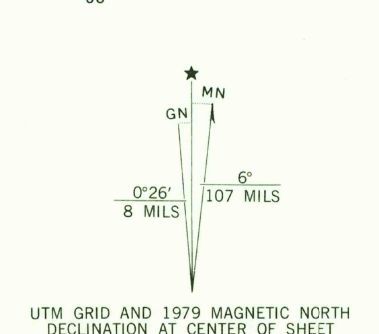 MN
GN
0°26'
8 MILS
6°
107 MILS
UTM GRID AND 1979 MAGNETIC NORTH
DECLINATION AT CENTER OF SHEET